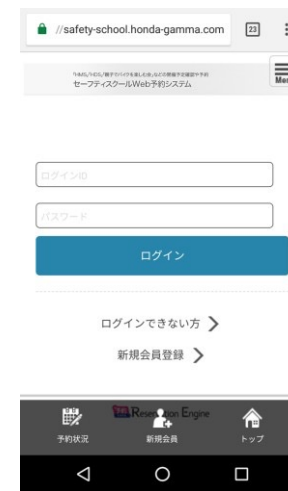 //safety-school.honda-gamma.com
23
セーフティスクールWeb予約システム
ログインID
パスワード
ログイン
ログインできない方
新規会員登録
予約状況
新規会員
トップ